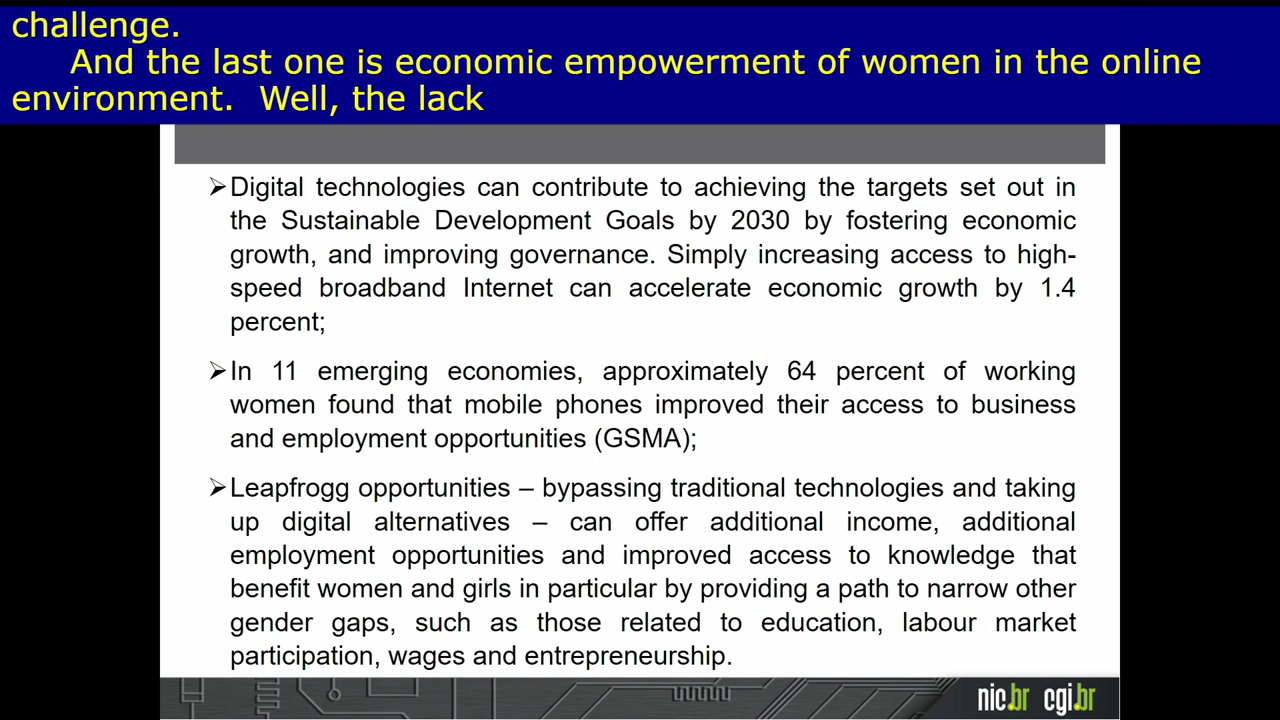 challenge.
And the last one is economic empowerment of women in the online
environment. Well, the lack
➢Digital technologies can contribute to achieving the targets set out in
the Sustainable Development Goals by 2030 by fostering economic
growth, and improving governance. Simply increasing access to high-
speed broadband Internet can accelerate economic growth by 1.4
percent;
➢In 11 emerging economies, approximately 64 percent of working
women found that mobile phones improved their access to business
and employment opportunities (GSMA);
➢Leapfrogg opportunities – bypassing traditional technologies and taking
up digital alternatives – can offer additional income, additional
employment opportunities and improved access to knowledge that
benefit women and girls in particular by providing a path to narrow other
gender gaps, such as those related to education, labour market
participation, wages and entrepreneurship.
nic.br cgi.br